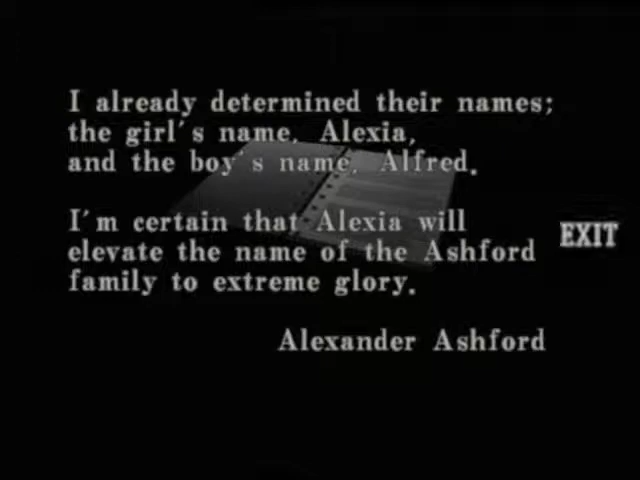 I already determined their names;
the girl's name, Alexia,
and the boy's name, Alfred.
I'm certain that Alexia will
elevate the name of the Ashford
family to extreme glory.
EXIT
Alexander Ashford